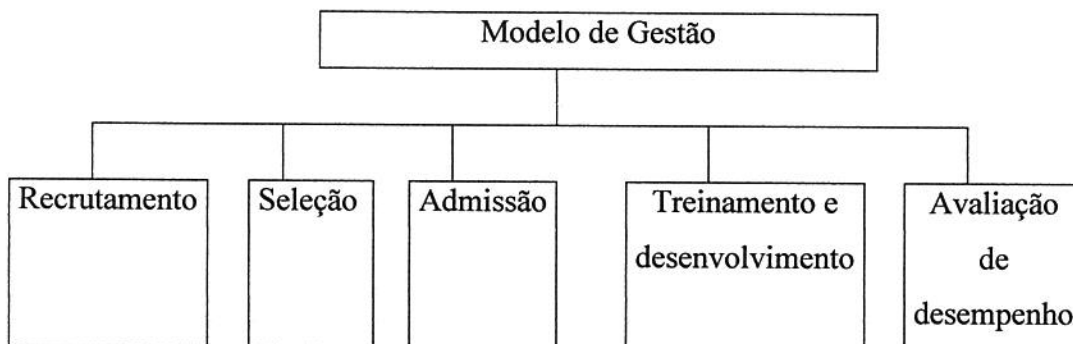 Modelo de Gestão
Recrutamento
Seleção
Admissão
Treinamento e
desenvolvimento
Avaliação
de
desempenho